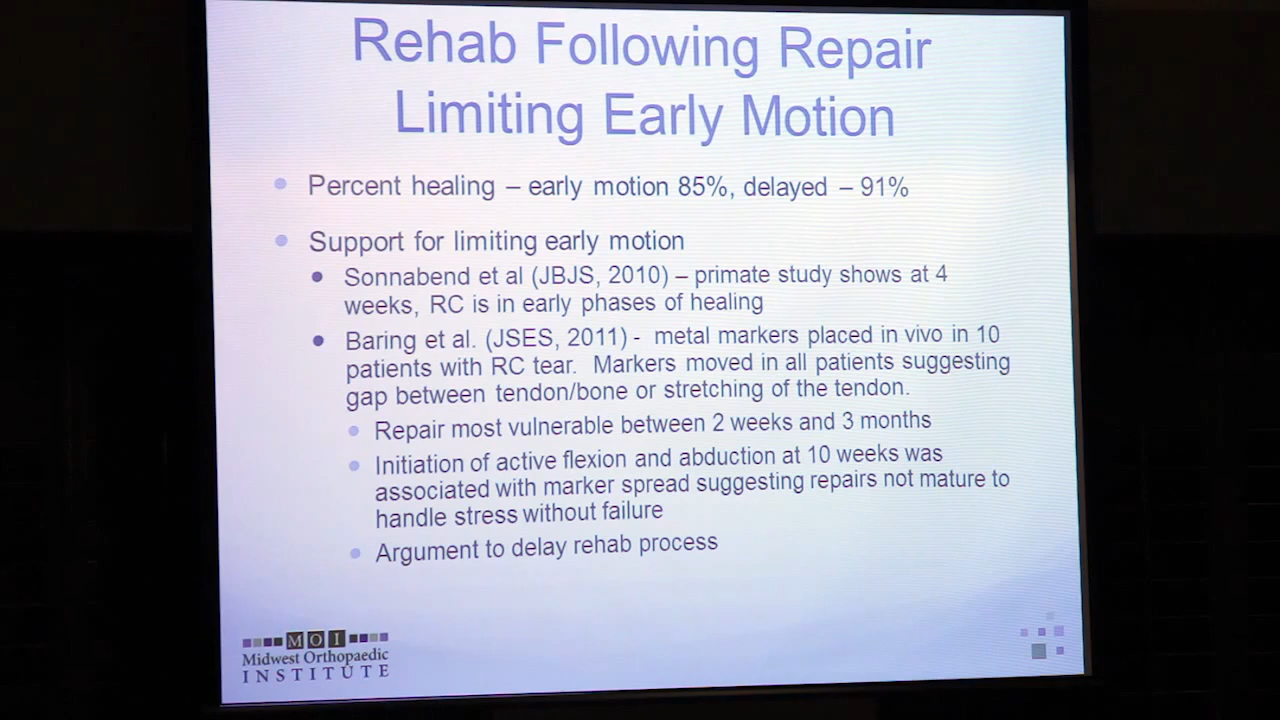 Rehab Following Repair
Limiting Early Motion
Percent healing – early motion 85%, delayed – 91%
Support for limiting early motion
Sonnabend et al (JBJS, 2010) – primate study shows at 4
weeks, RC is in early phases of healing
Baring et al. (JSES, 2011) - metal markers placed in vivo in 10
patients with RC tear. Markers moved in all patients suggesting
gap between tendon/bone or stretching of the tendon.
Repair most vulnerable between 2 weeks and 3 months
Initiation of active flexion and abduction at 10 weeks was
associated with marker spread suggesting repairs not mature to
handle stress without failure
Argument to delay rehab process
MOI
Midwest Orthopaedic
INSTITUTE